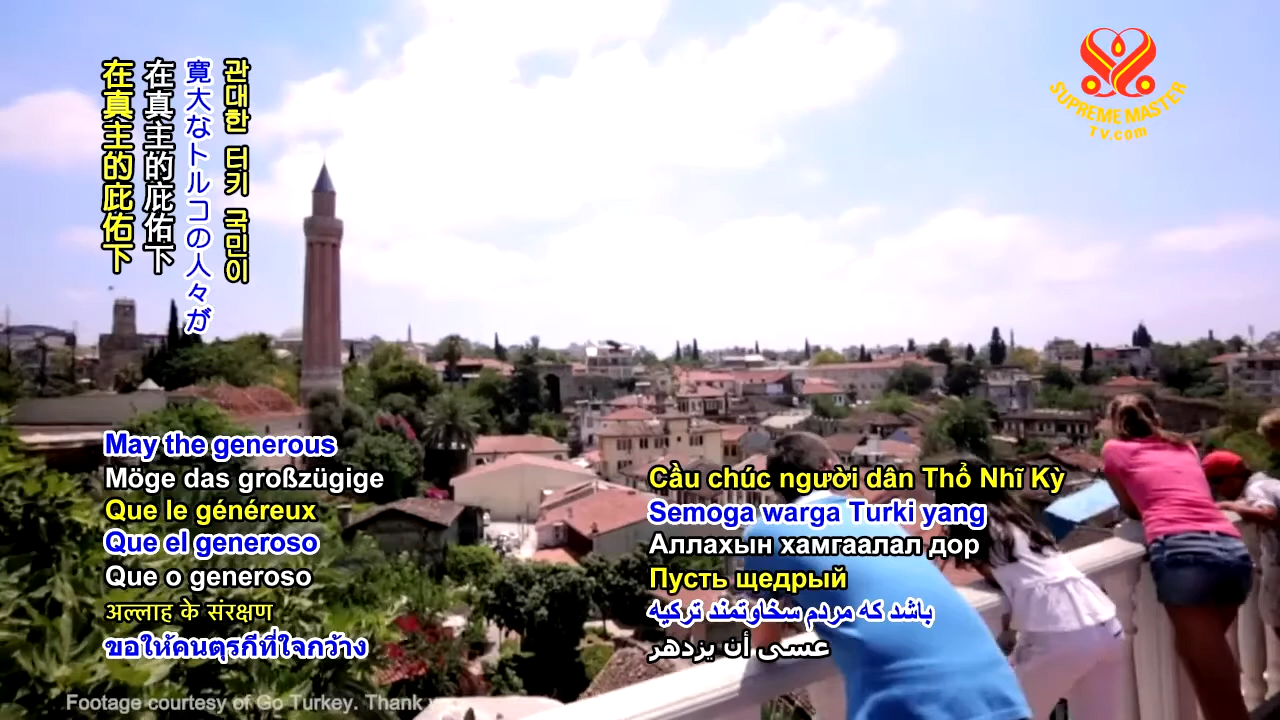 在真主的庇佑下
在真主的庇佑下
寛大なトルコの人々が
관대한 터키 국민이
SUPREME MASTER
TV.com
May the generous
Möge das großzügige
Que le généreux
Que el generoso
Que o generoso
अल्लाह के संरक्षण
ขอให้คนตุรกีที่ใจกว้าง
Cầu chúc người dân Thổ Nhĩ Kỳ
Semoga warga Turki yang
Аллахын хамгаалал дор
Пусть щедрый
باشد که مردم سخاوتمند ترکیه
عسى أن يزدهر
Footage courtesy of Go Turkey. Thank